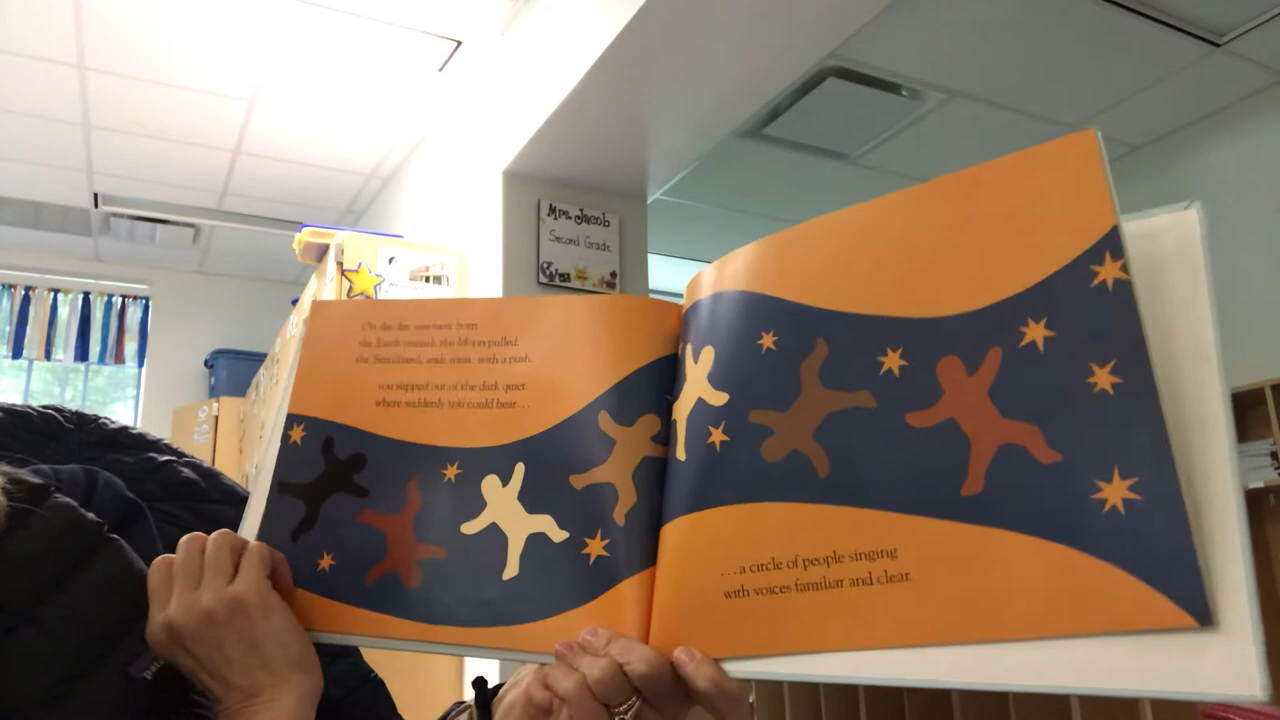 Mrs. Jacob
Second Grade
On the day you were born
the Earth turned, the Moon pulled,
the Sun flared, and, then, with a push,
you slipped out of the dark quiet
where suddenly you could hear...
...a circle of people singing
with voices familiar and clear.